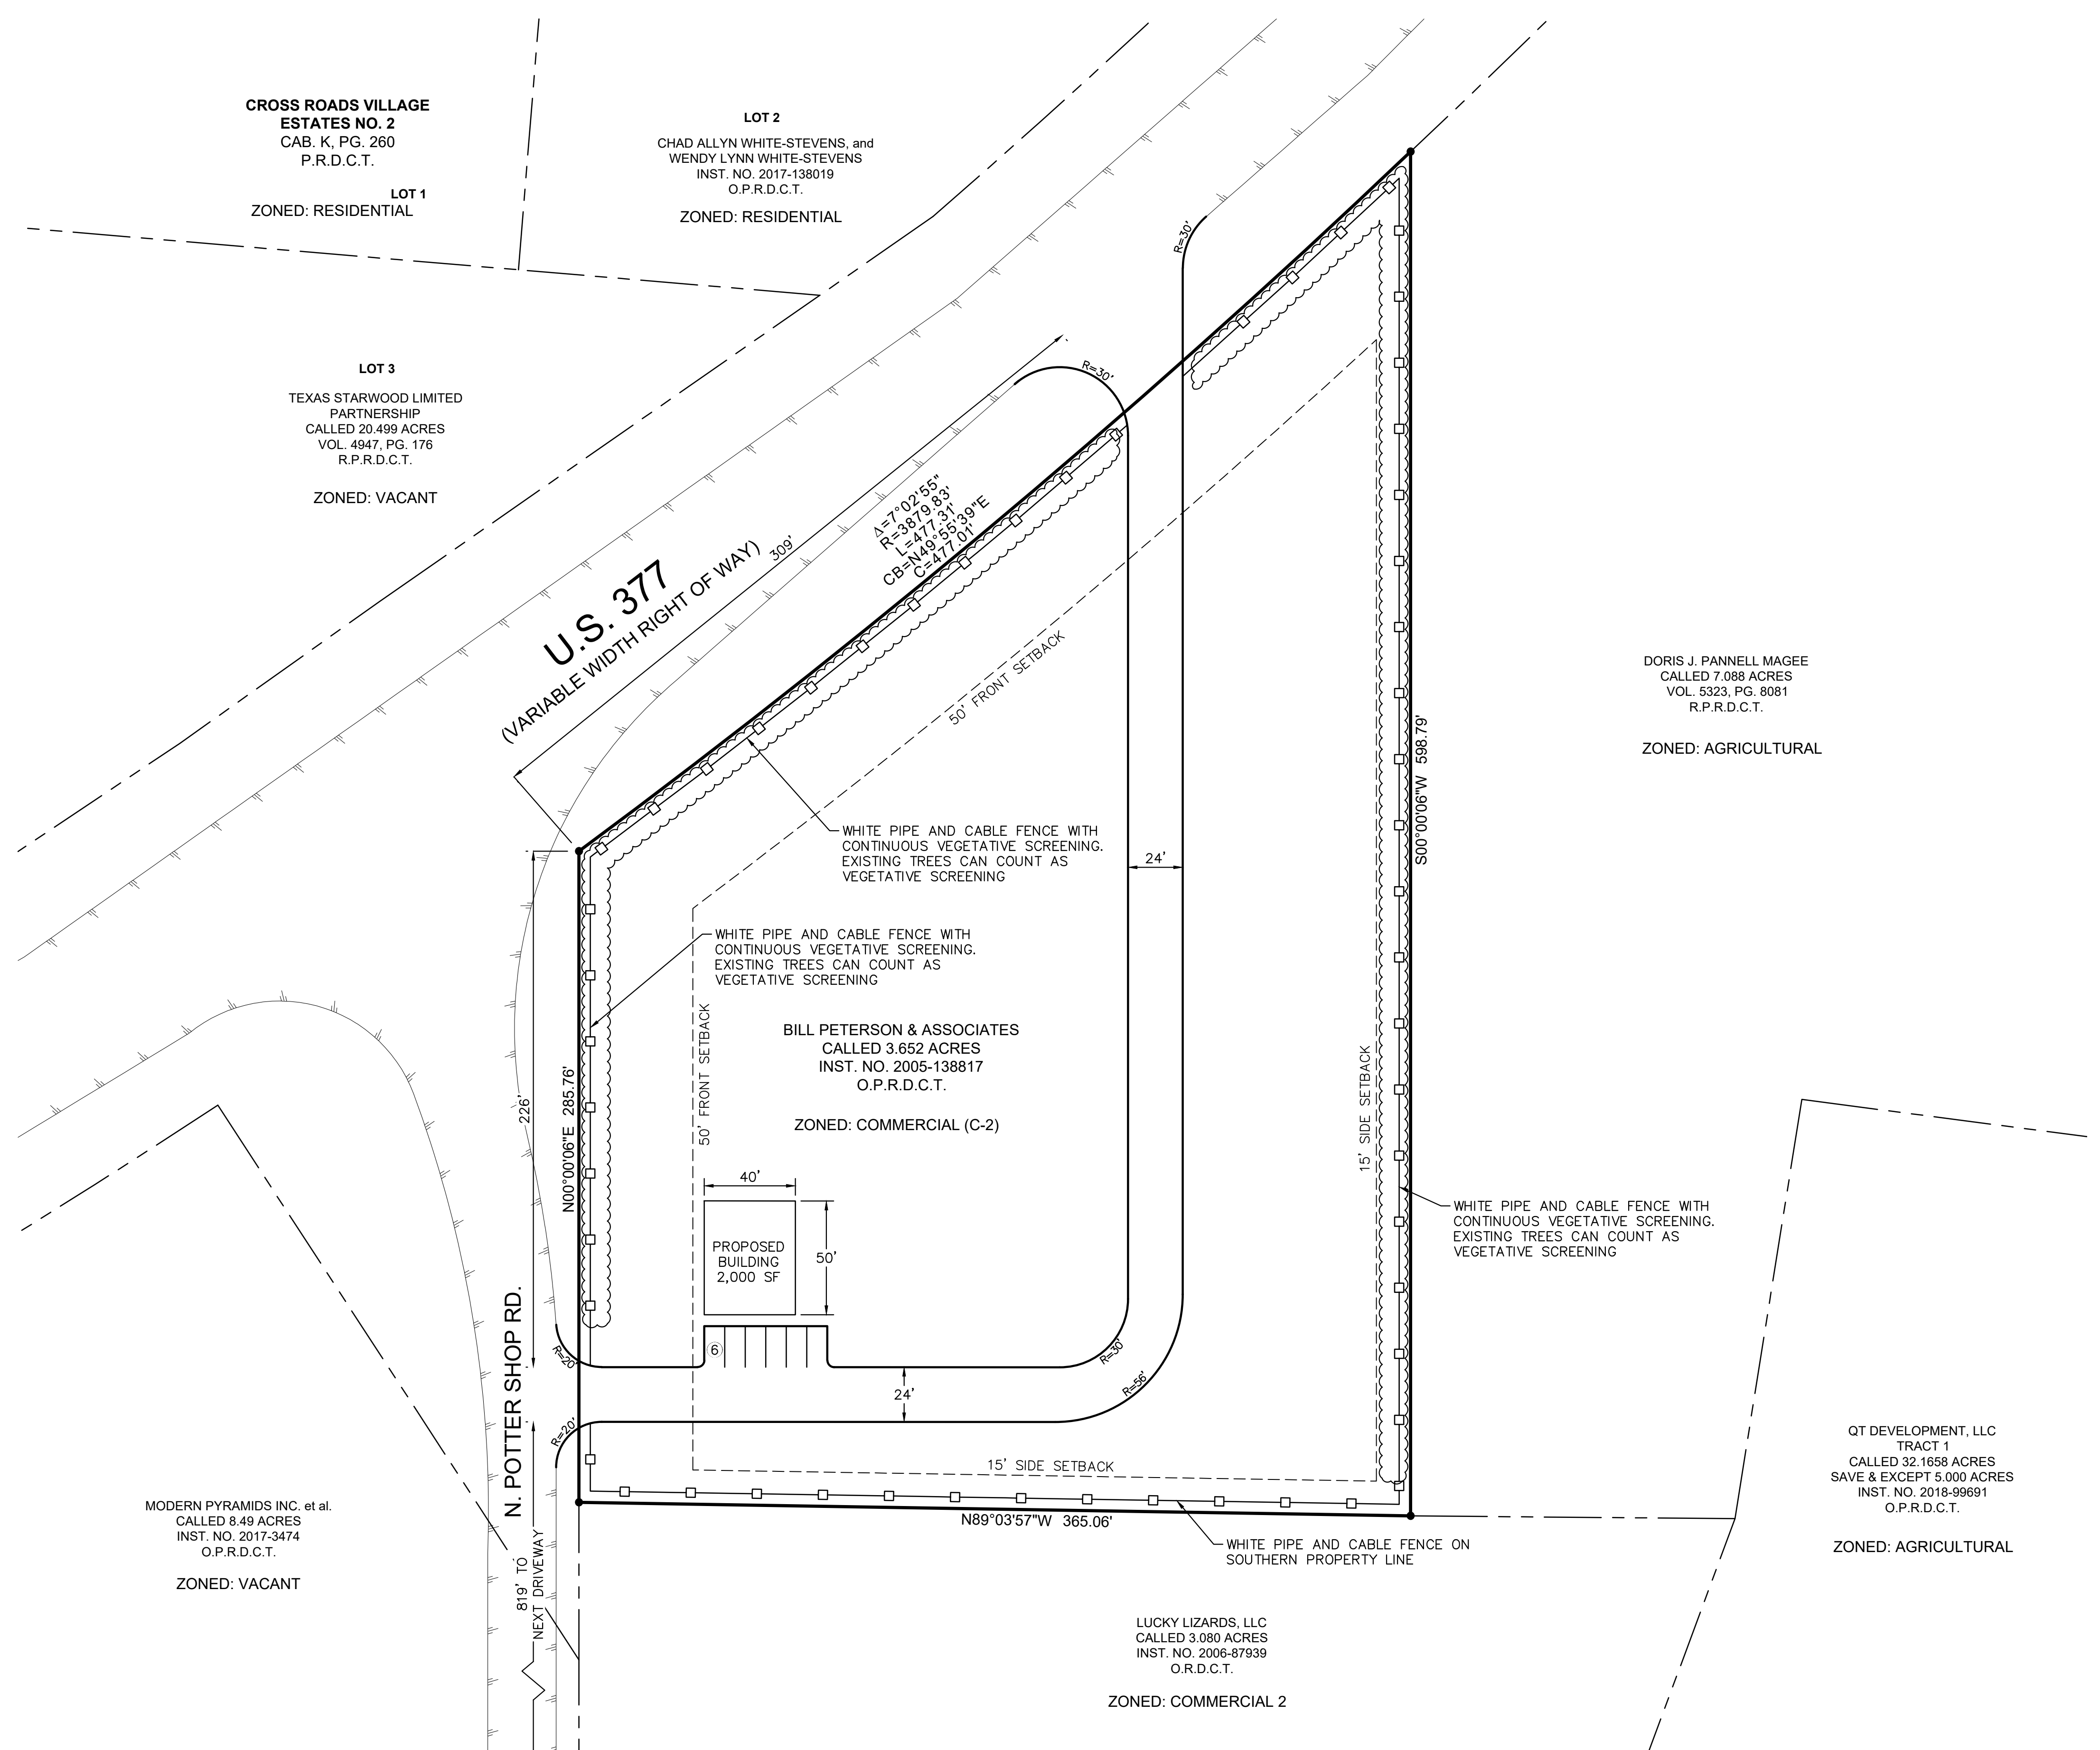 CROSS ROADS VILLAGE
ESTATES NO. 2
CAB. K, PG. 260
P.R.D.C.T.
LOT 1
ZONED: RESIDENTIAL
LOT 2
CHAD ALLYN WHITE-STEVENS, and
WENDY LYNN WHITE-STEVENS
INST. NO. 2017-138019
O.P.R.D.C.T.
ZONED: RESIDENTIAL
LOT 3
TEXAS STARWOOD LIMITED
PARTNERSHIP
CALLED 20.499 ACRES
VOL. 4947, PG. 176
R.P.R.D.C.T.
ZONED: VACANT
R=30'
R=30'
Δ=7°02'55"
R=3879.83'
L=477.31'
CB=N49°55'39"E
C=477.01'
309'
U.S. 377
(VARIABLE WIDTH RIGHT OF WAY)
50' FRONT SETBACK
DORIS J. PANNELL MAGEE
CALLED 7.088 ACRES
VOL. 5323, PG. 8081
R.P.R.D.C.T.
ZONED: AGRICULTURAL
S00°00'06"W 598.79'
WHITE PIPE AND CABLE FENCE WITH
CONTINUOUS VEGETATIVE SCREENING.
EXISTING TREES CAN COUNT AS
VEGETATIVE SCREENING
24'
WHITE PIPE AND CABLE FENCE WITH
CONTINUOUS VEGETATIVE SCREENING.
EXISTING TREES CAN COUNT AS
VEGETATIVE SCREENING
50' FRONT SETBACK
BILL PETERSON & ASSOCIATES
CALLED 3.652 ACRES
INST. NO. 2005-138817
O.P.R.D.C.T.
ZONED: COMMERCIAL (C-2)
15' SIDE SETBACK
226'
N00°00'06"E 285.76'
40'
PROPOSED
BUILDING
2,000 SF
50'
WHITE PIPE AND CABLE FENCE WITH
CONTINUOUS VEGETATIVE SCREENING.
EXISTING TREES CAN COUNT AS
VEGETATIVE SCREENING
N. POTTER SHOP RD.
R=20'
6
R=30'
R=56'
24'
R=20'
15' SIDE SETBACK
N89°03'57"W 365.06'
WHITE PIPE AND CABLE FENCE ON
SOUTHERN PROPERTY LINE
QT DEVELOPMENT, LLC
TRACT 1
CALLED 32.1658 ACRES
SAVE & EXCEPT 5.000 ACRES
INST. NO. 2018-99691
O.P.R.D.C.T.
ZONED: AGRICULTURAL
MODERN PYRAMIDS INC. et al.
CALLED 8.49 ACRES
INST. NO. 2017-3474
O.P.R.D.C.T.
ZONED: VACANT
819' TO
NEXT DRIVEWAY
LUCKY LIZARDS, LLC
CALLED 3.080 ACRES
INST. NO. 2006-87939
O.R.D.C.T.
ZONED: COMMERCIAL 2